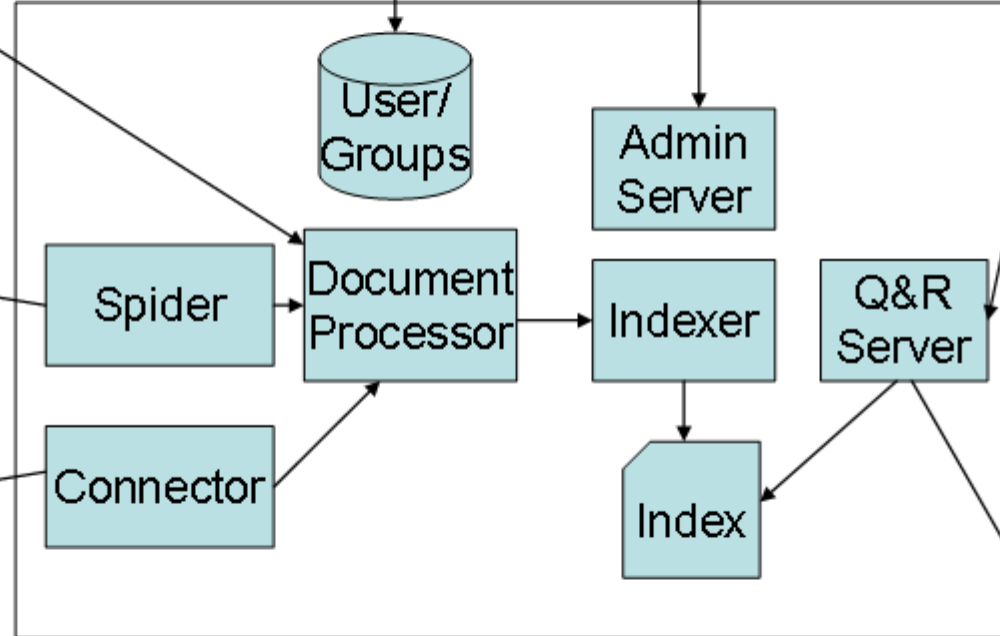 User/
Groups
Admin
Server
Spider
Document
Processor
Indexer
Q&R
Server
Connector
Index